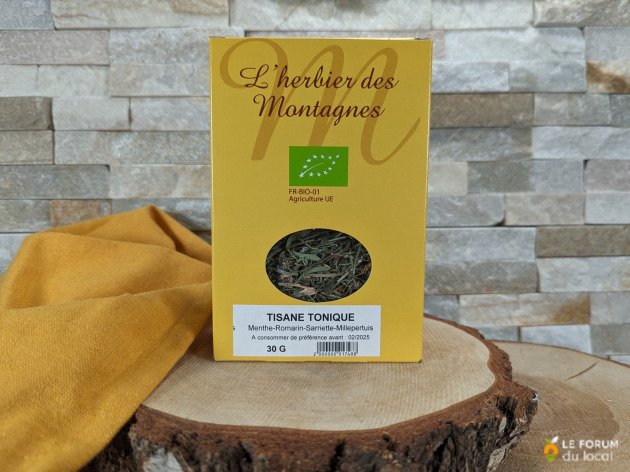 L'herbier des
Montagnes
FR-BIO-01
Agriculture UE
TISANE TONIQUE
s Menthe-Romarin-Sarriette-Millepertuis
A consommer de préférence avant : 02/2025
30 G
LE FORUM
du local